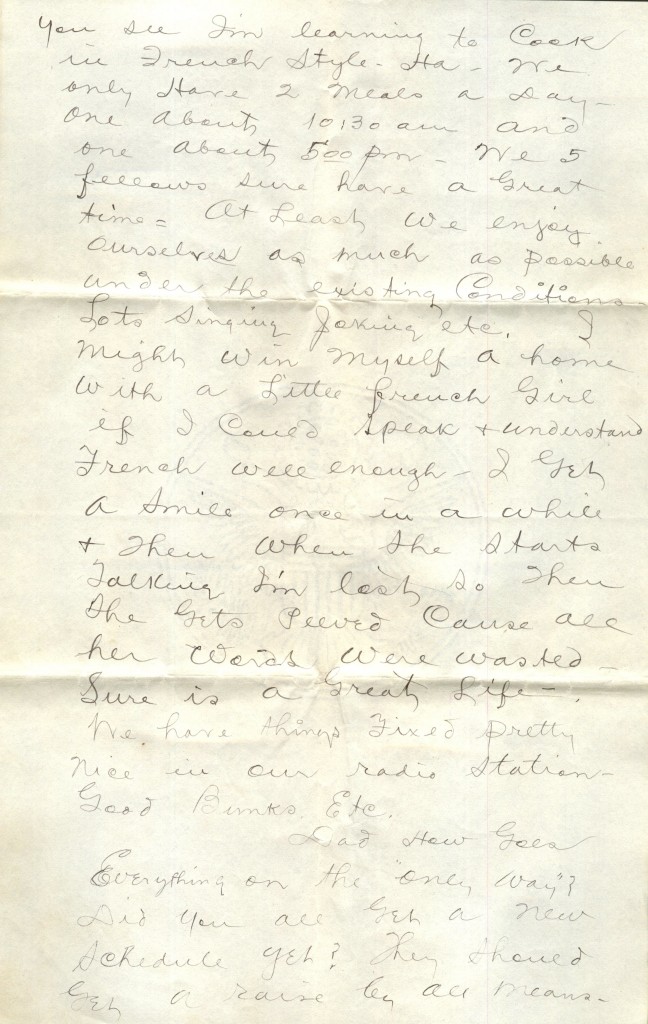 You see I'm learning to Cook
in French Style - Ha - We
only Have 2 Meals a Day -
one About 10:30 am and
one About 5:00 pm - We 5
fellows sure have a Great
time = At Least we enjoy
ourselves as much as possible
under the existing Conditions -
Lots Singing Joking etc. I
Might Win Myself a home
with a Little french Girl
if I Could speak + understand
French well enough - I Get
a smile once in a while
+ Then when she starts
Talking I'm lost so Then
she Gets Peeved Cause all
her Words Were wasted -
Sure is a Great Life -.
We have things Fixed pretty
nice in our radio Station -
Good Bunks Etc.
Dad How Goes
Everything on the "only Way"?
Did You all Get a New
Schedule yet? They should
Get a raise by all means -